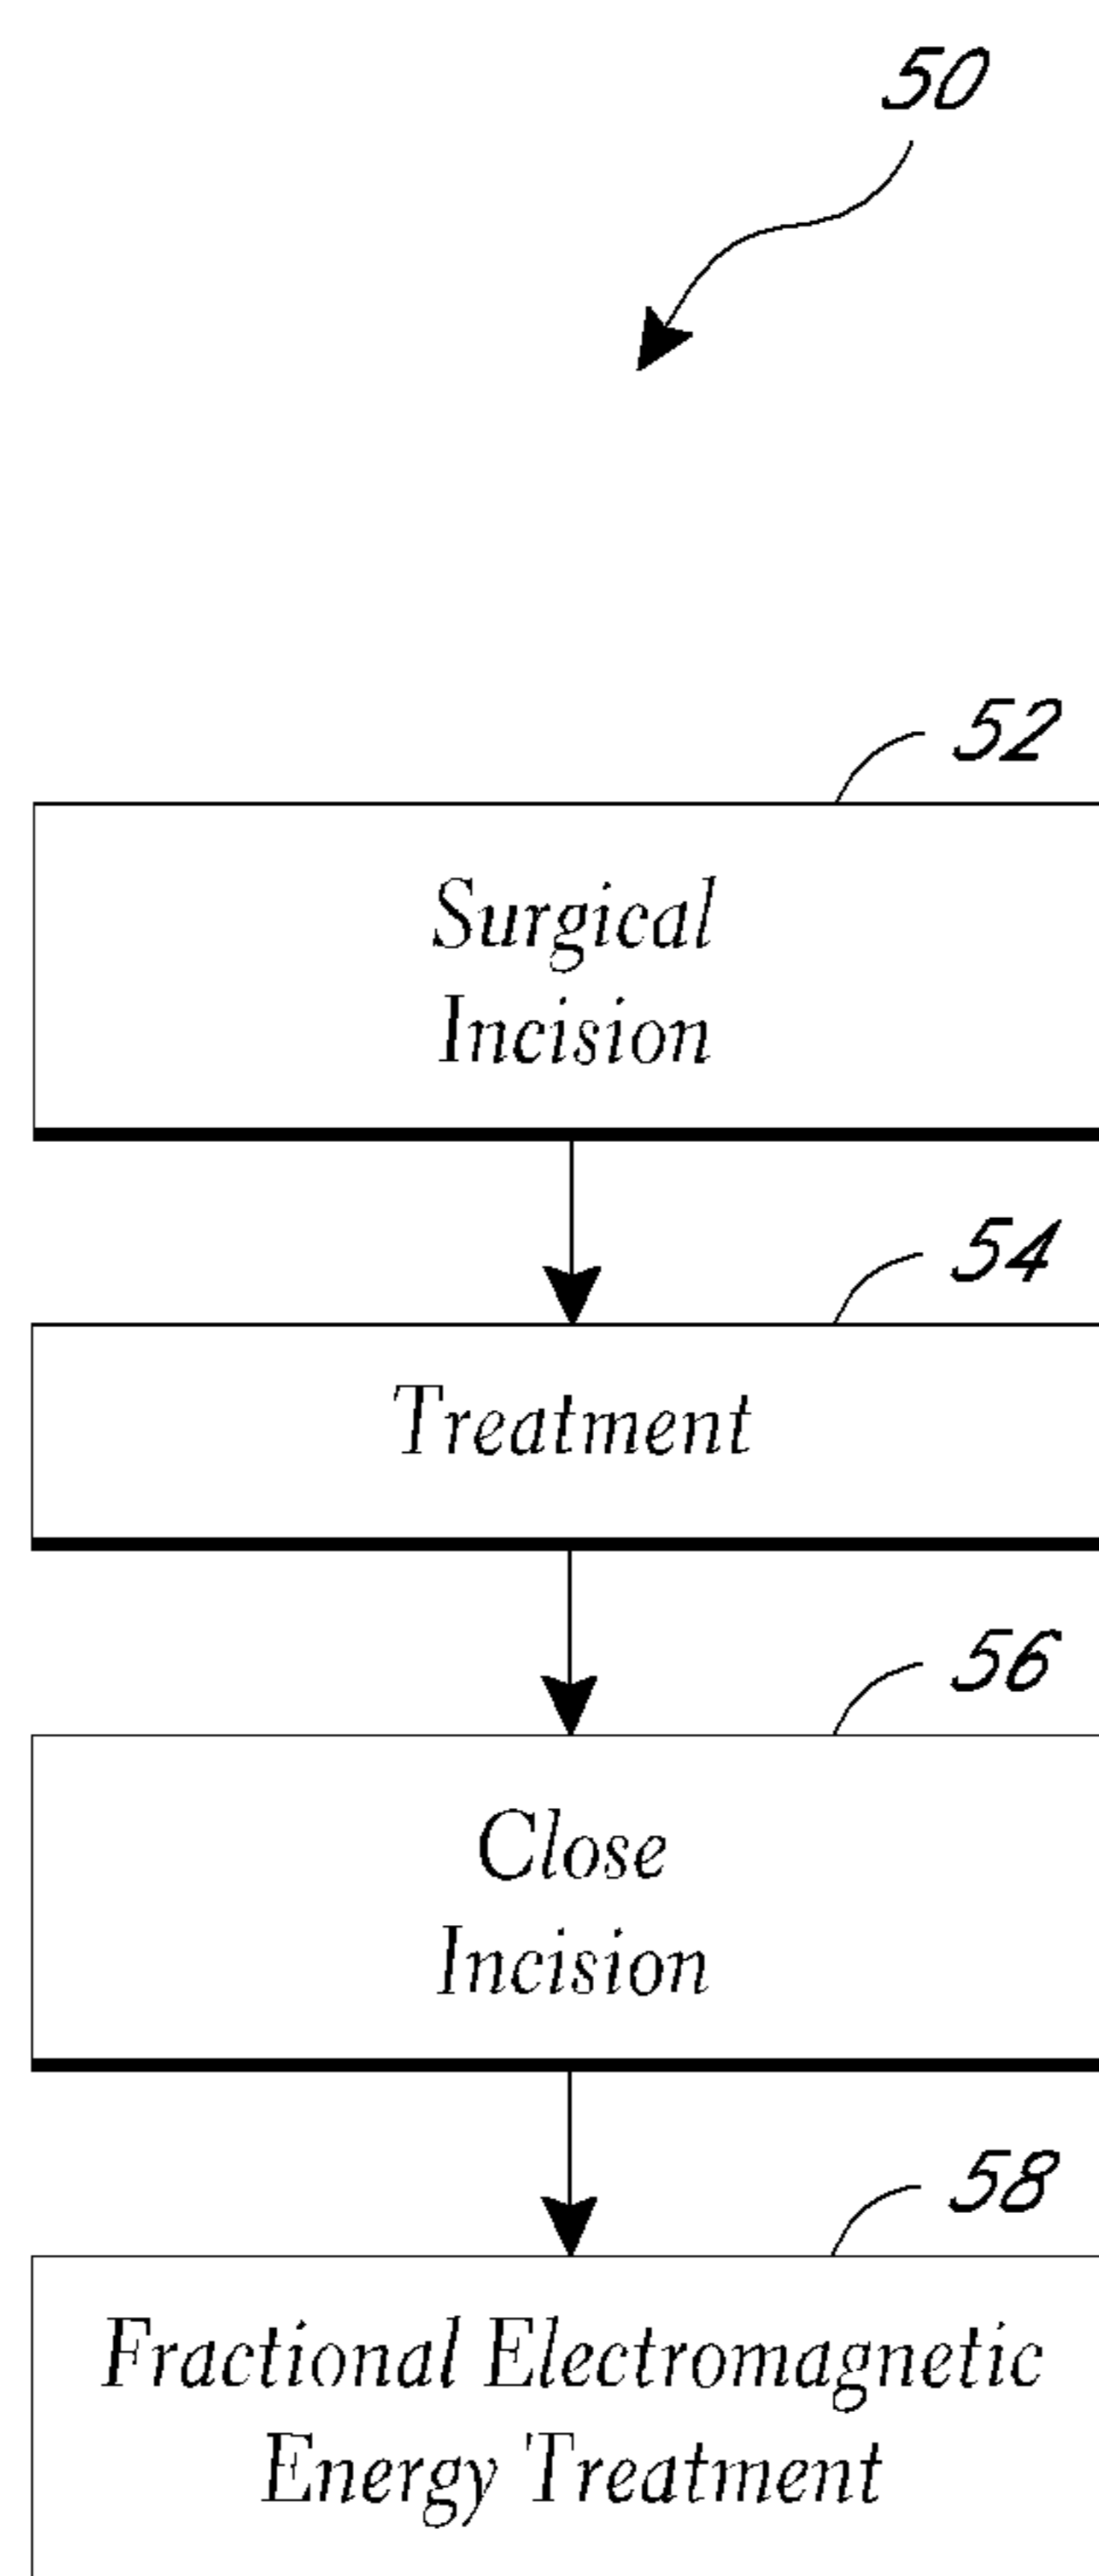 50
52
Surgical
Incision
54
Treatment
56
Close
Incision
58
Fractional Electromagnetic
Energy Treatment